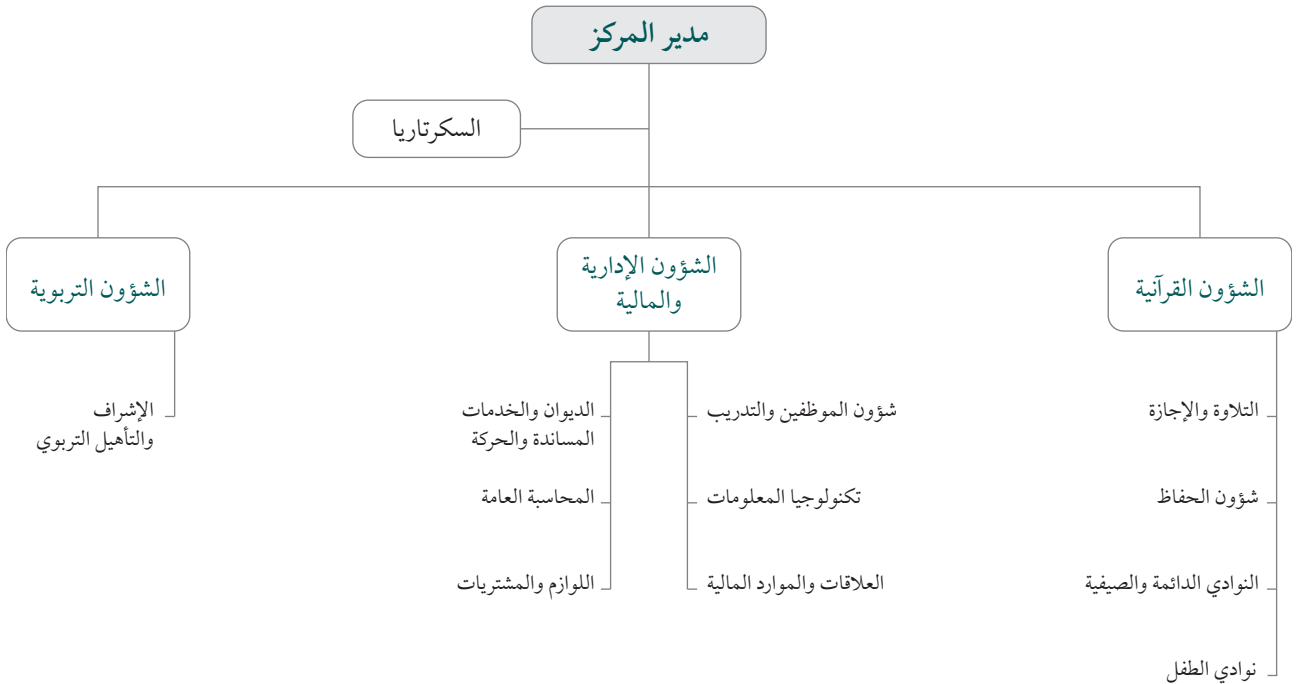 مدير المركز
السكرتاريا
الشؤون القرآنية
الشؤون الإدارية
والمالية
الشؤون التربوية
التلاوة والإجازة
شؤون الحفاظ
النوادي الدائمة والصيفية
نوادي الطفل
شؤون الموظفين والتدريب
تكنولوجيا المعلومات
العلاقات والموارد المالية
الديوان والخدمات
المساندة والحركة
المحاسبة العامة
اللوازم والمشتريات
الإشراف
والتأهيل التربوي